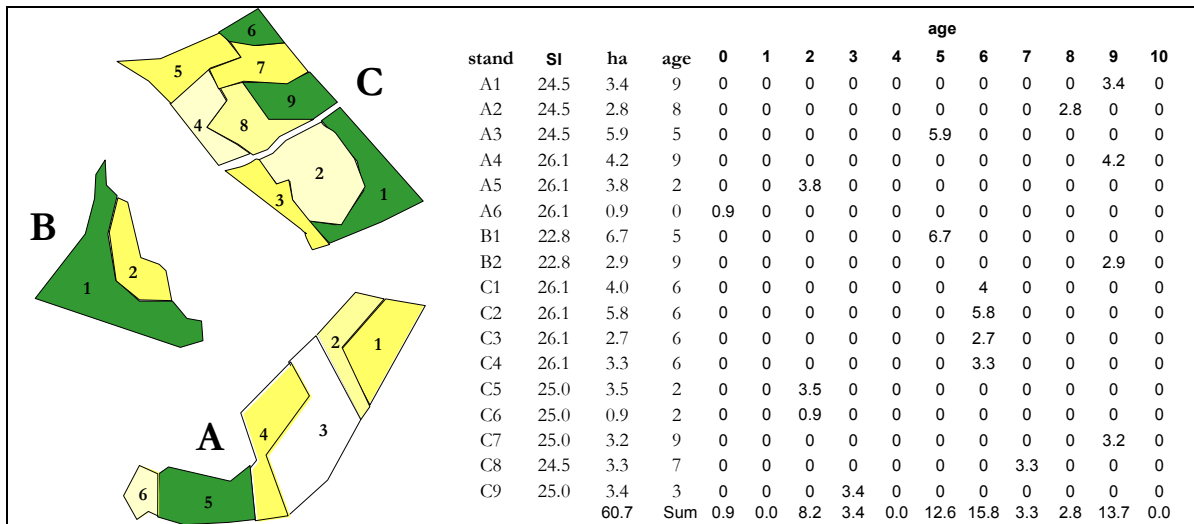 6
5
7
C
9
4
8
2
3
1
B
2
1
2
1
A
4
3
6
5
age
stand SI ha age 0 1 2 3 4 5 6 7 8 9 10
A1 24.5 3.4 9 0 0 0 0 0 0 0 0 0 3.4 0
A2 24.5 2.8 8 0 0 0 0 0 0 0 0 2.8 0 0
A3 24.5 5.9 5 0 0 0 0 0 5.9 0 0 0 0 0
A4 26.1 4.2 9 0 0 0 0 0 0 0 0 0 4.2 0
A5 26.1 3.8 2 0 0 3.8 0 0 0 0 0 0 0 0
A6 26.1 0.9 0 0.9 0 0 0 0 0 0 0 0 0 0
B1 22.8 6.7 5 0 0 0 0 0 6.7 0 0 0 0 0
B2 22.8 2.9 9 0 0 0 0 0 0 0 0 0 2.9 0
C1 26.1 4.0 6 0 0 0 0 0 0 4 0 0 0 0
C2 26.1 5.8 6 0 0 0 0 0 0 5.8 0 0 0 0
C3 26.1 2.7 6 0 0 0 0 0 0 2.7 0 0 0 0
C4 26.1 3.3 6 0 0 0 0 0 0 3.3 0 0 0 0
C5 25.0 3.5 2 0 0 3.5 0 0 0 0 0 0 0 0
C6 25.0 0.9 2 0 0 0.9 0 0 0 0 0 0 0 0
C7 25.0 3.2 9 0 0 0 0 0 0 0 0 0 3.2 0
C8 24.5 3.3 7 0 0 0 0 0 0 0 3.3 0 0 0
C9 25.0 3.4 3 0 0 0 3.4 0 0 0 0 0 0 0
60.7 Sum 0.9 0.0 8.2 3.4 0.0 12.6 15.8 3.3 2.8 13.7 0.0